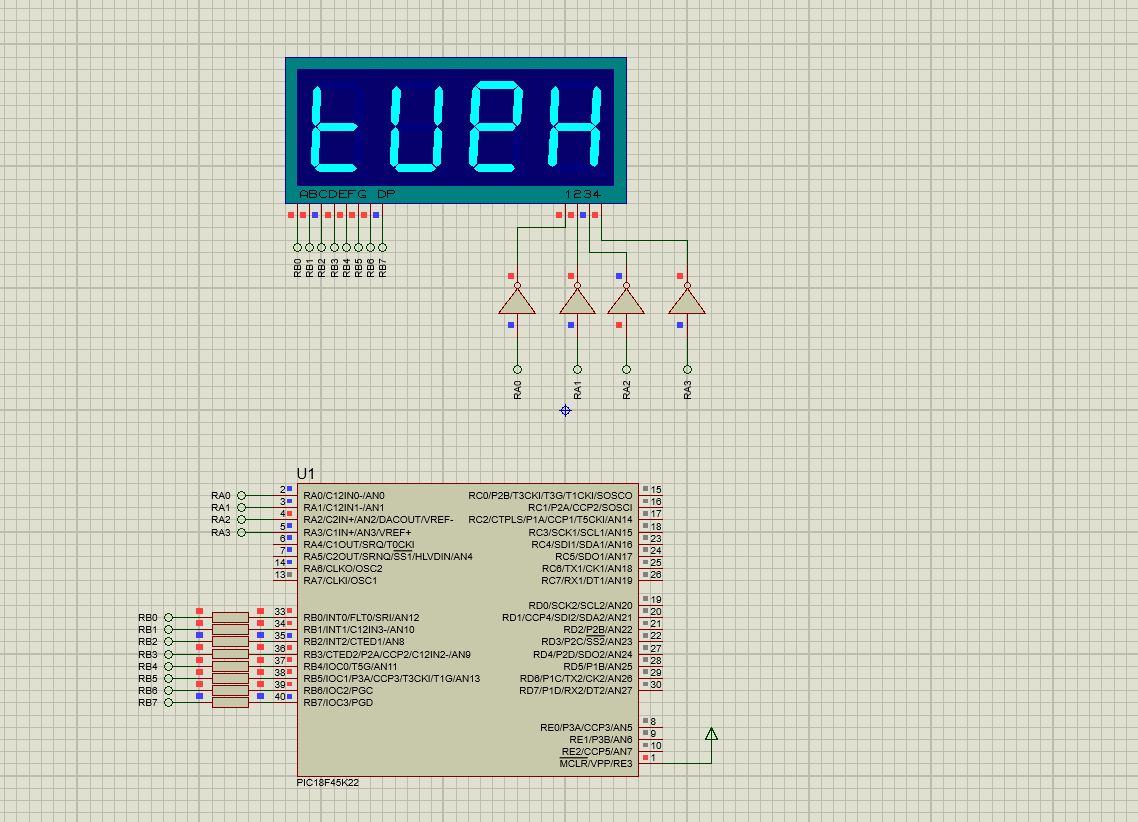 tUPH
ABCDEFG DP 1234
RB0 RB1 RB2 RB3 RB4 RB5 RB6 RB7
RA0 RA1 RA2 RA3
U1
RA0 2 RA0/C12IN0-/AN0 RC0/P2B/T3CKI/T3G/T1CKI/SOSCO 15
RA1 3 RA1/C12IN1-/AN1 RC1/P2A/CCP2/SOSCI 16
RA2 4 RA2/C2IN+/AN2/DACOUT/VREF- RC2/CTPLS/P1A/CCP1/T5CKI/AN14 17
RA3 5 RA3/C1IN+/AN3/VREF+ RC3/SCK1/SCL1/AN15 18
6 RA4/C1OUT/SRQ/T0CKI RC4/SDI1/SDA1/AN16 23
7 RA5/C2OUT/SRNQ/SS1/HLVDIN/AN4 RC5/SDO1/AN17 24
14 RA6/CLKO/OSC2 RC6/TX1/CK1/AN18 25
13 RA7/CLKI/OSC1 RC7/RX1/DT1/AN19 26
RD0/SCK2/SCL2/AN20 19
RB0 33 RB0/INT0/FLT0/SRI/AN12 RD1/CCP4/SDI2/SDA2/AN21 20
RB1 34 RB1/INT1/C12IN3-/AN10 RD2/P2B/AN22 21
RB2 35 RB2/INT2/CTED1/AN8 RD3/P2C/SS2/AN23 22
RB3 36 RB3/CTED2/P2A/CCP2/C12IN2-/AN9 RD4/P2D/SDO2/AN24 27
RB4 37 RB4/IOC0/T5G/AN11 RD5/P1B/AN25 28
RB5 38 RB5/IOC1/P3A/CCP3/T3CKI/T1G/AN13 RD6/P1C/TX2/CK2/AN26 29
RB6 39 RB6/IOC2/PGC RD7/P1D/RX2/DT2/AN27 30
RB7 40 RB7/IOC3/PGD
RE0/P3A/CCP3/AN5 8
RE1/P3B/AN6 9
RE2/CCP5/AN7 10
MCLR/VPP/RE3 1
PIC18F45K22